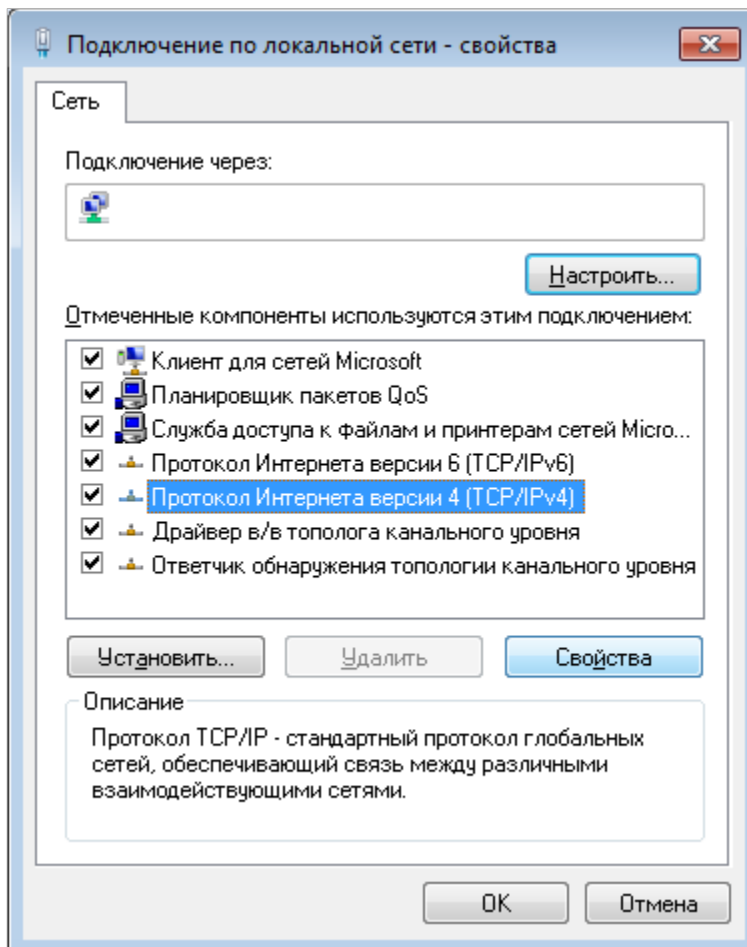 Подключение по локальной сети - свойства
Сеть
Подключение через:
Настроить...
Отмеченные компоненты используются этим подключением:
Клиент для сетей Microsoft
Планировщик пакетов QoS
Служба доступа к файлам и принтерам сетей Micro...
Протокол Интернета версии 6 (TCP/IPv6)
Протокол Интернета версии 4 (TCP/IPv4)
Драйвер в/в тополога канального уровня
Ответчик обнаружения топологии канального уровня
Установить...
Удалить
Свойства
Описание
Протокол TCP/IP - стандартный протокол глобальных
сетей, обеспечивающий связь между различными
взаимодействующими сетями.
OK
Отмена